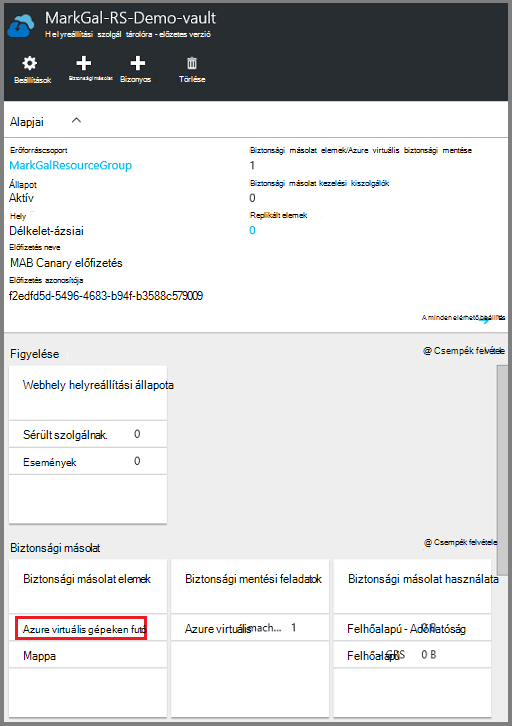 MarkGal-RS-Demo-vault
Helyreállítási szolgál tárolóra - előzetes verzió
Beállítások
Biztonsági másolat
Bizonyos
Törlése
Alapjai
Erőforráscsoport
MarkGalResourceGroup
Állapot
Aktív
Hely
Délkelet-ázsiai
Előfizetés neve
MAB Canary előfizetés
Előfizetés azonosítója
f2edfd5d-5496-4683-b94f-b3588c579009
Biztonsági másolat elemek/Azure virtuális biztonsági mentése
1
Biztonsági másolat kezelési kiszolgálók
0
Replikált elemek
0
A minden elérhető
Figyelése
@ Csempék felvétele
Webhely helyreállítási állapota
Sérült szolgálnak. 0
Események 0
Biztonsági másolat
@ Csempék felvétele
Biztonsági másolat elemek
Azure virtuális gépeken futó
Mappa
Biztonsági mentési feladatok
Azure virtuális mach... 1
Biztonsági másolat használata
Felhőalapú - Adóhatóság 0 B
Felhőalapú - GRS 0 B